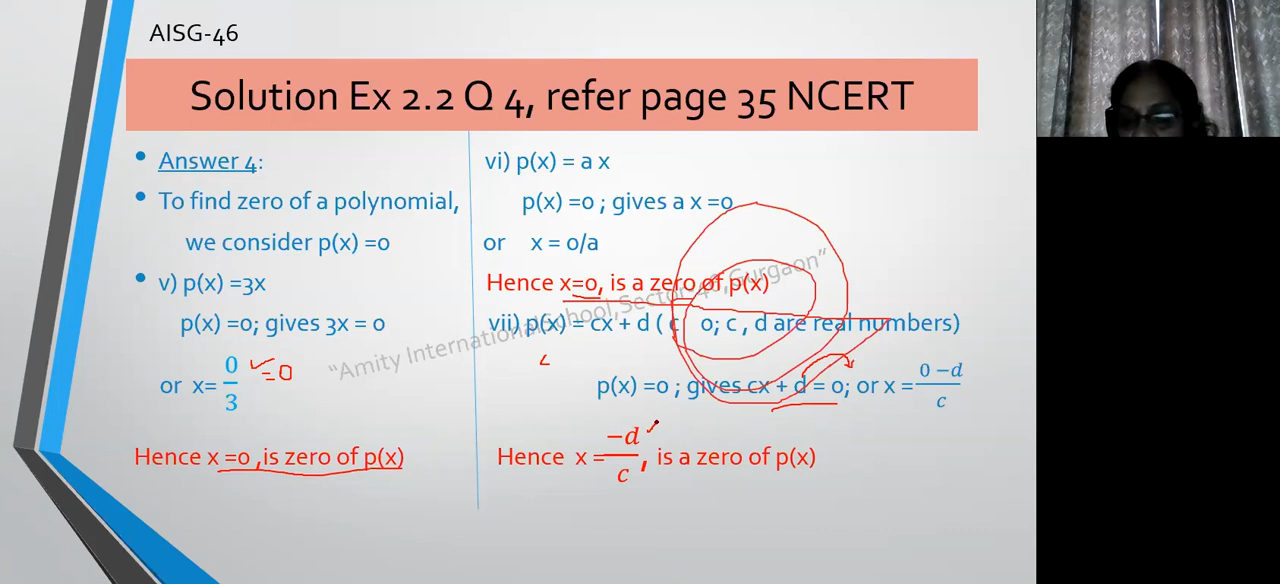 AISG-46
Solution Ex 2.2 Q 4, refer page 35 NCERT
• Answer 4:
• To find zero of a polynomial,
we consider p(x) =0
• v) p(x) =3x
p(x) =0; gives 3x = 0
or x= 0/3 =0
Hence x =0 ,is zero of p(x)
vi) p(x) = a x
p(x) =0 ; gives a x =0
or x = 0/a
Hence x=0, is a zero of p(x)
vii) p(x) = cx + d ( c 0; c , d are real numbers)
p(x) =0 ; gives cx + d = 0; or x = 0 −d/c
Hence x = −d/c, is a zero of p(x)
"Amity International School, Sector-46, Gurgaon"